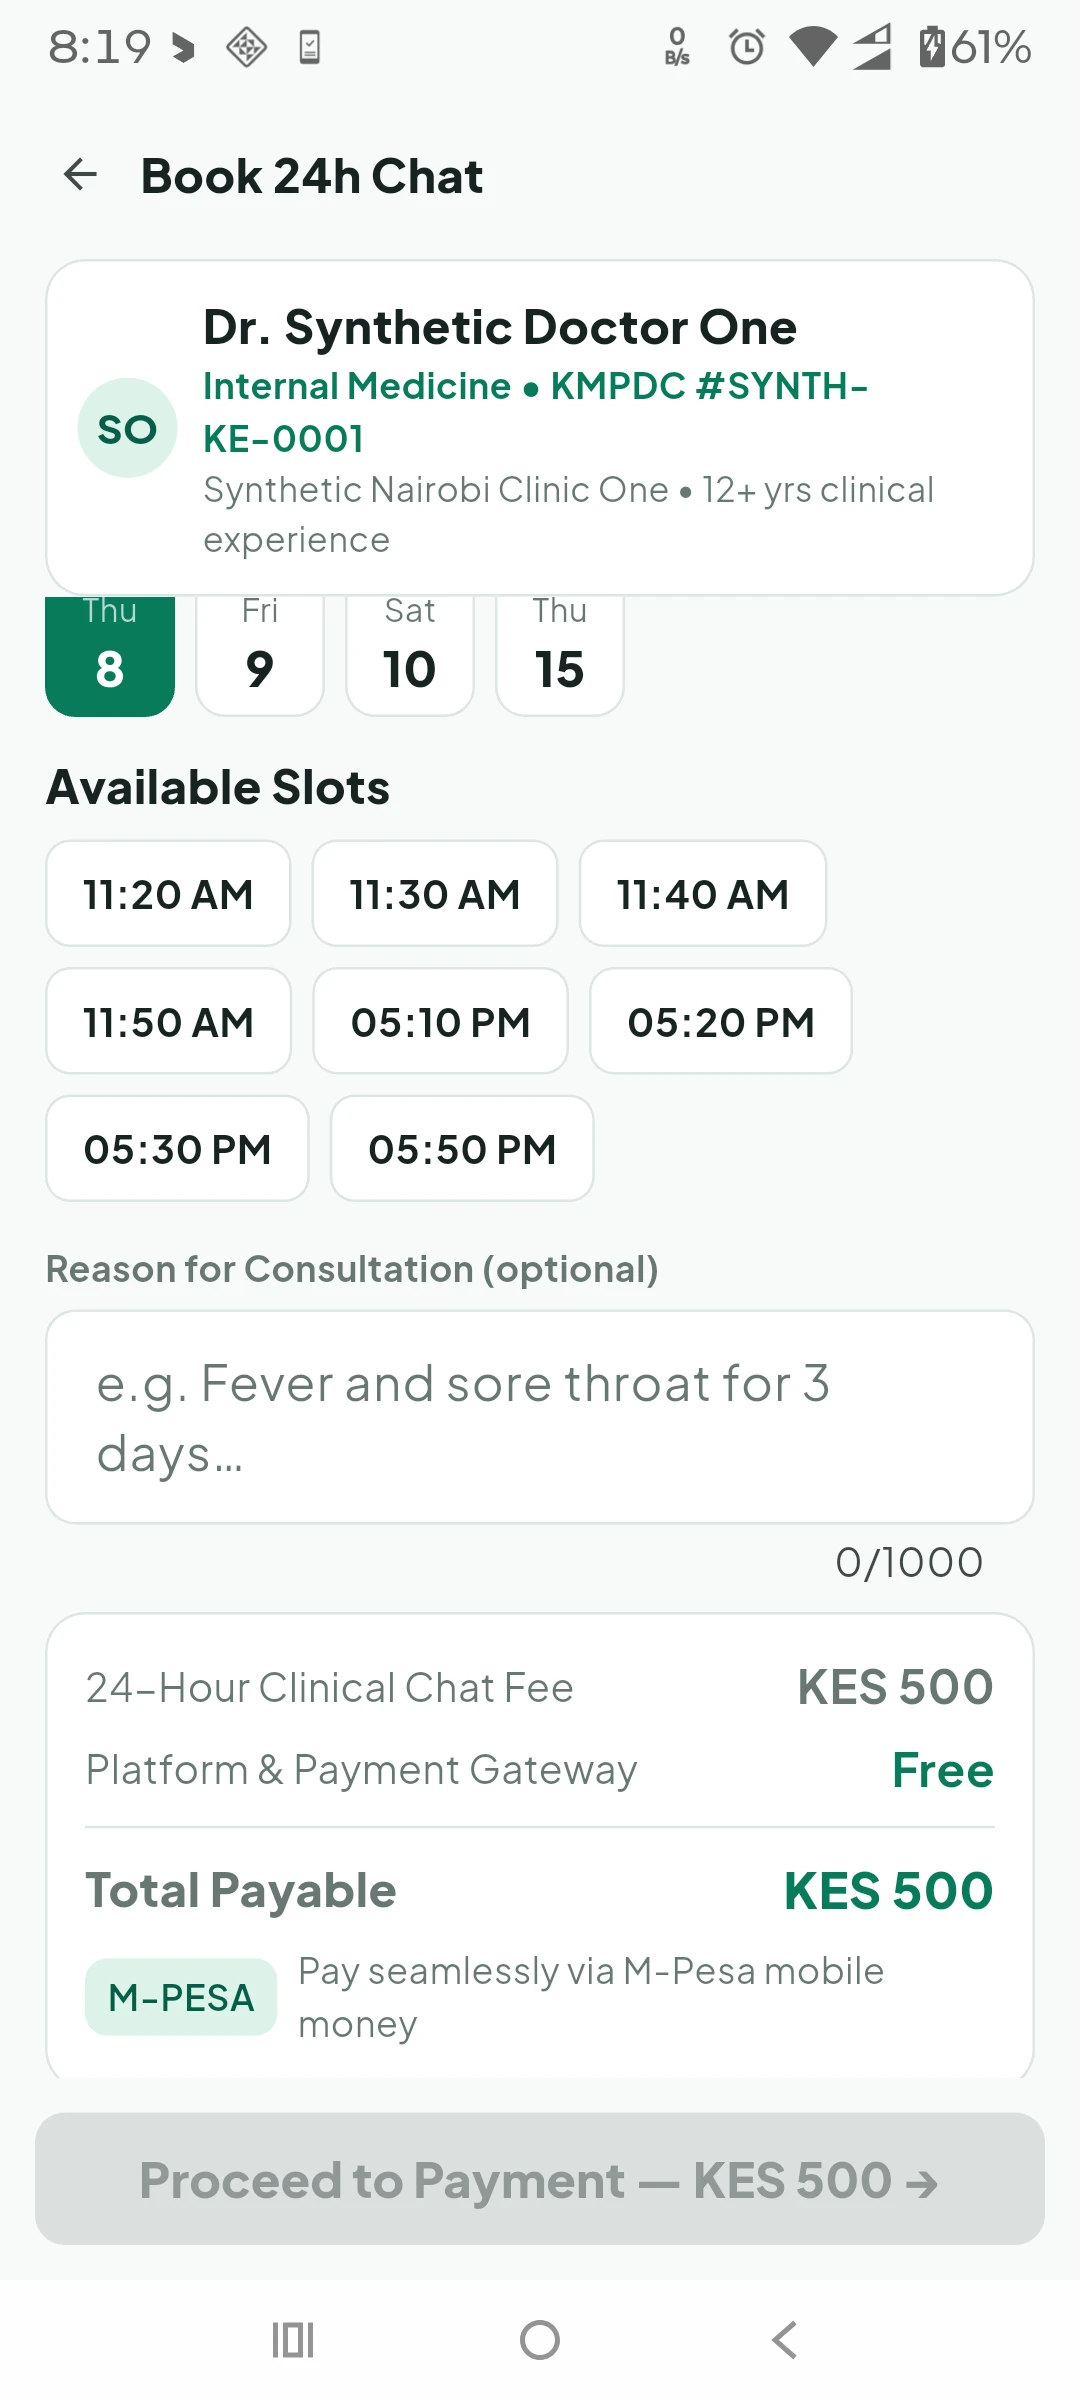 8:19
0
B/s
61%
Book 24h Chat
SO
Dr. Synthetic Doctor One
Internal Medicine • KMPDC #SYNTH-
KE-0001
Synthetic Nairobi Clinic One • 12+ yrs clinical
experience
Thu Fri Sat Thu
8 9 10 15
Available Slots
11:20 AM 11:30 AM 11:40 AM
11:50 AM 05:10 PM 05:20 PM
05:30 PM 05:50 PM
Reason for Consultation (optional)
e.g. Fever and sore throat for 3
days…
0/1000
24-Hour Clinical Chat Fee KES 500
Platform & Payment Gateway Free
Total Payable KES 500
M-PESA
Pay seamlessly via M-Pesa mobile
money
Proceed to Payment — KES 500 →